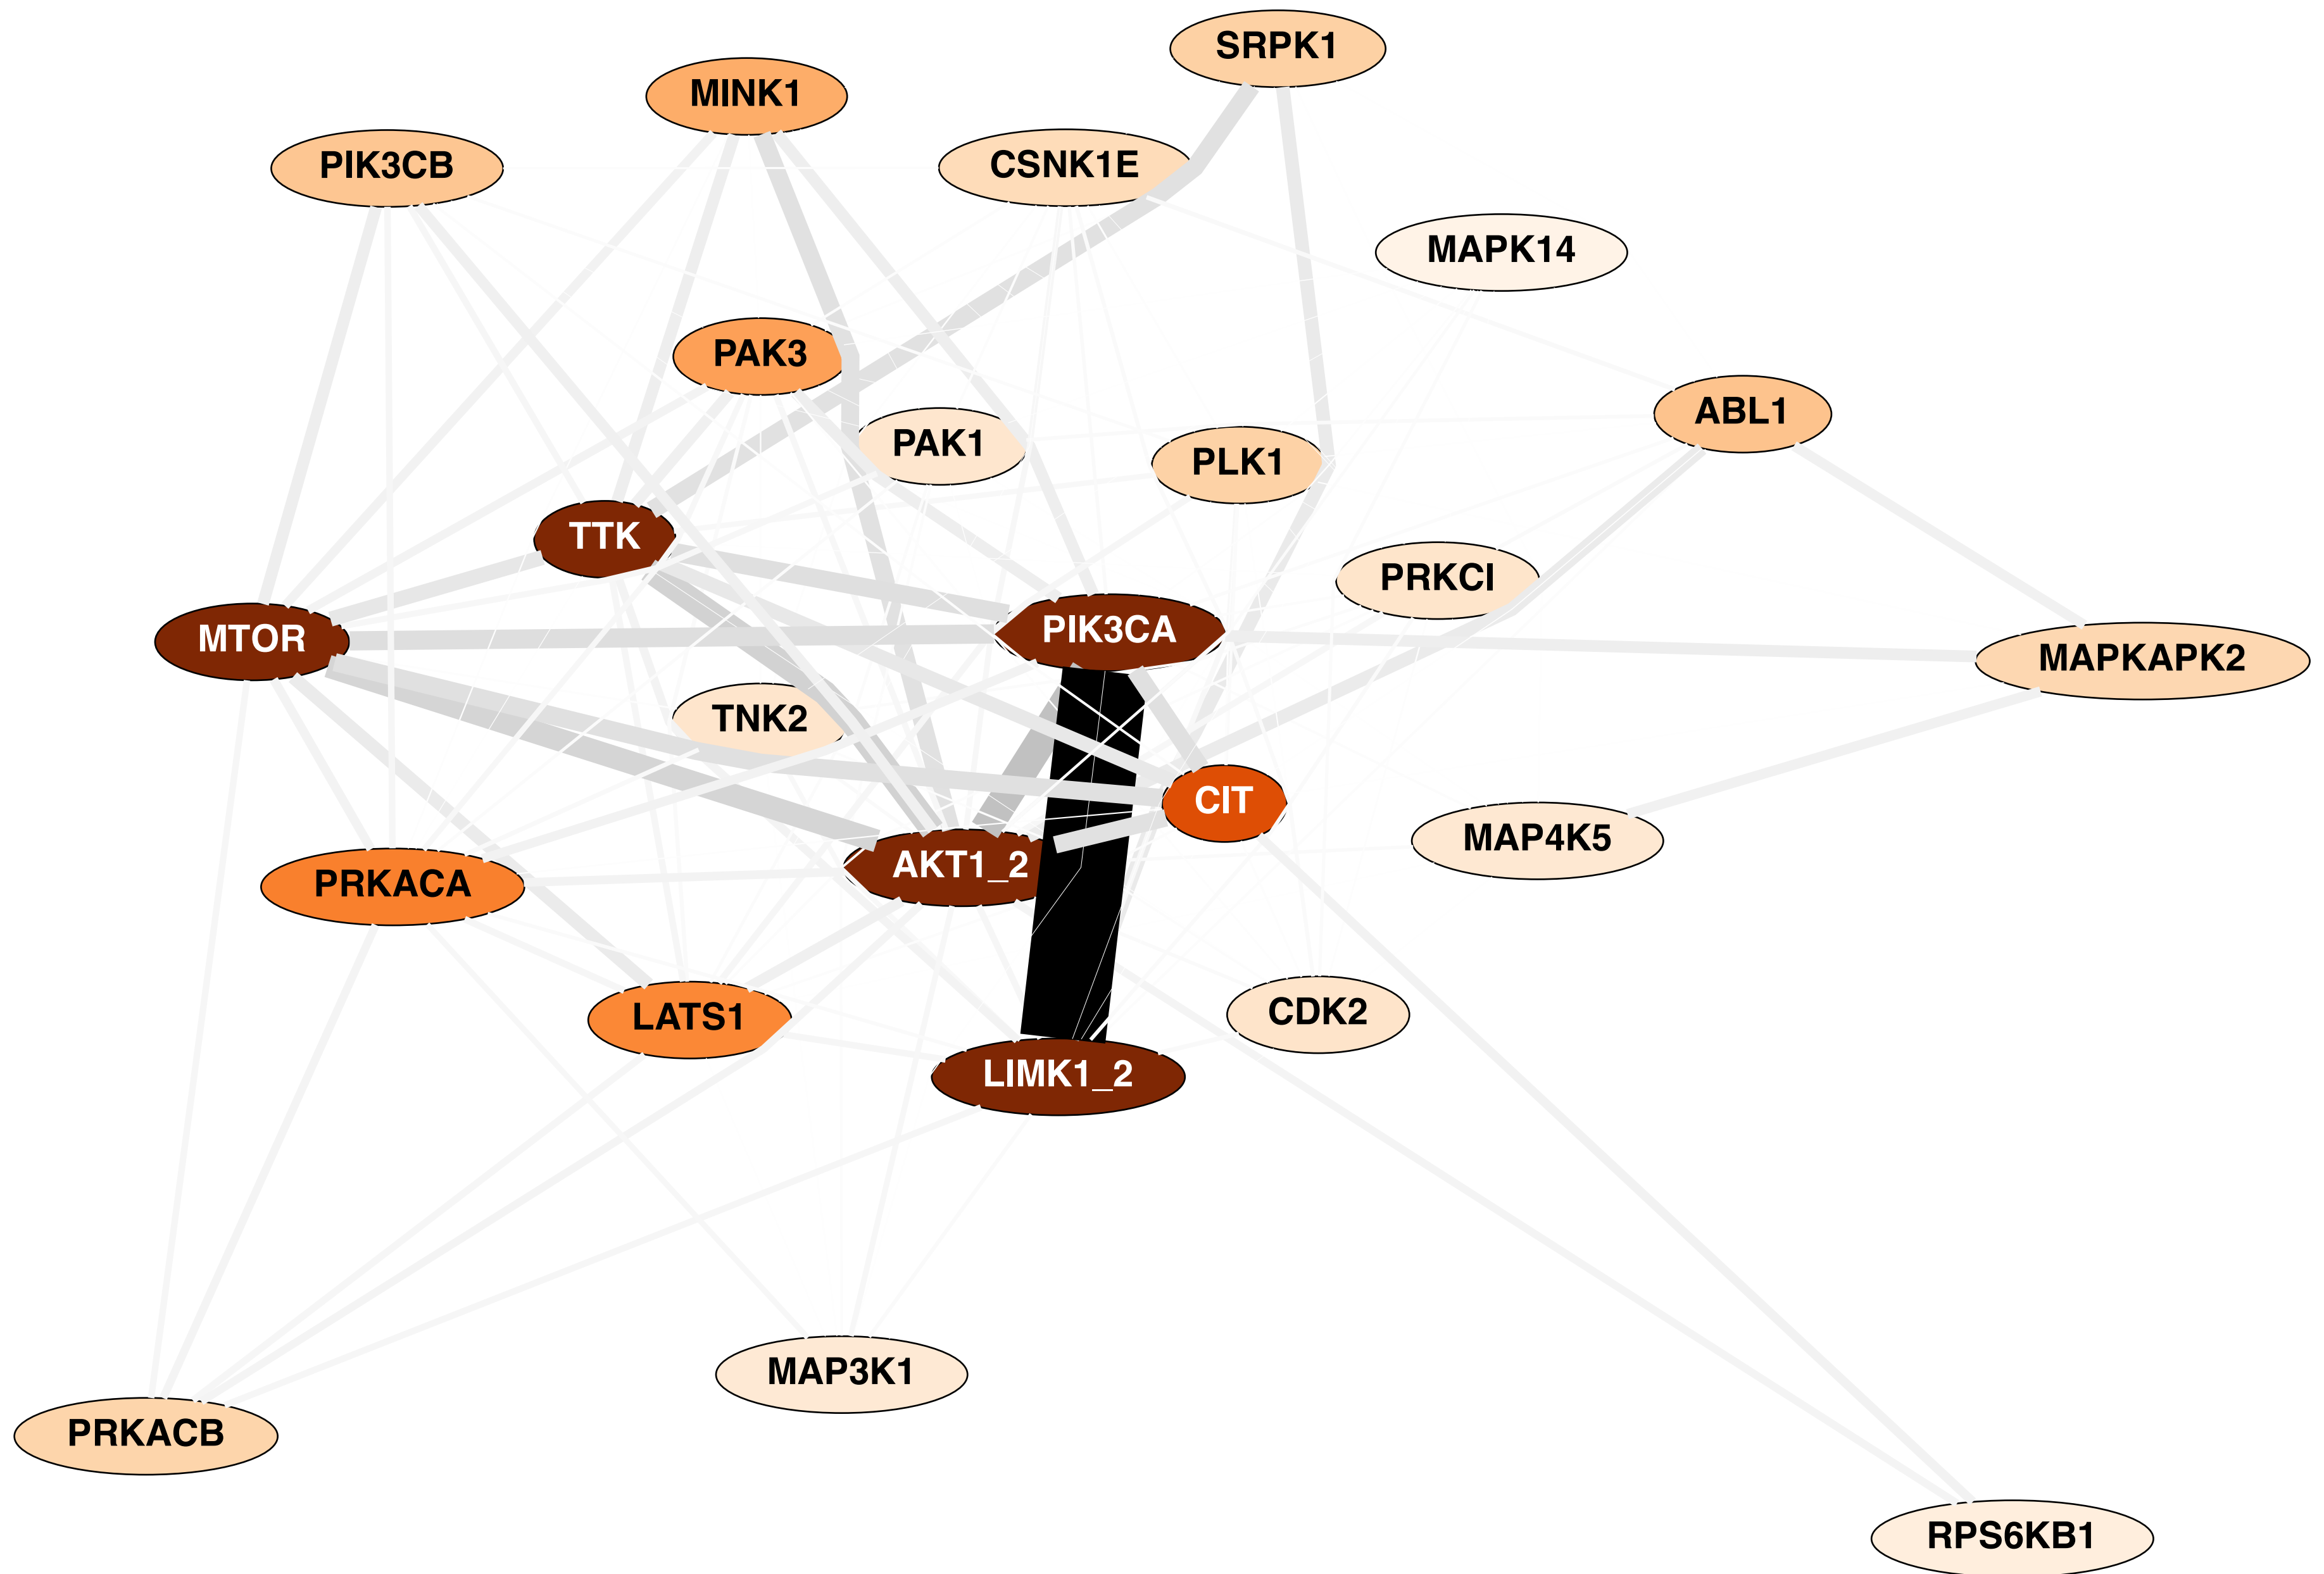 SRPK1
MINK1
PIK3CB
CSNK1E
MAPK14
PAK3
ABL1
PAK1
PLK1
TTK
PRKCI
PIK3CA
MTOR
MAPKAPK2
TNK2
CIT
MAP4K5
AKT1_2
PRKACA
CDK2
LATS1
LIMK1_2
MAP3K1
PRKACB
RPS6KB1